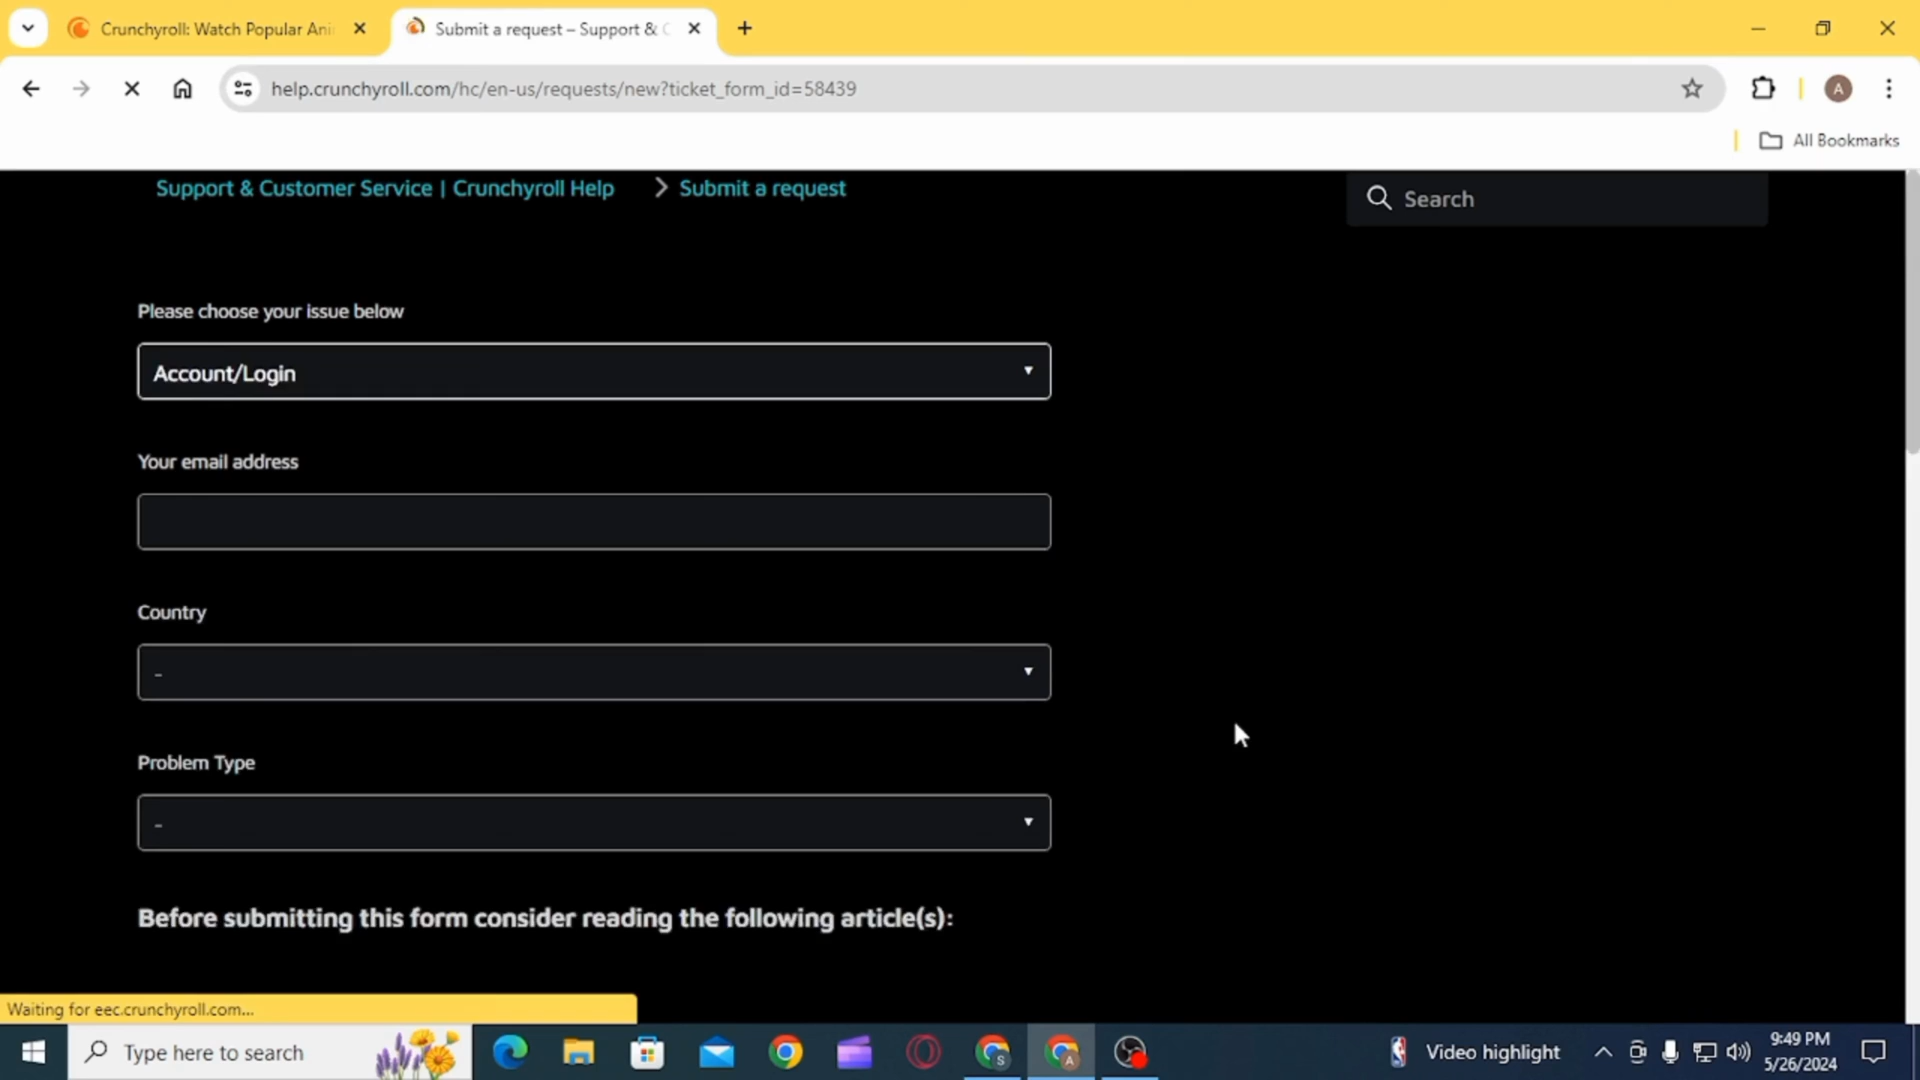 Crunchyroll: Watch Popular Ani
Submit a request – Support & C
help.crunchyroll.com/hc/en-us/requests/new?ticket_form_id=58439
A
All Bookmarks
Support & Customer Service | Crunchyroll Help
Submit a request
Search
Please choose your issue below
Account/Login
Your email address
Country
-
Problem Type
-
Before submitting this form consider reading the following article(s):
Waiting for eec.crunchyroll.com...
Type here to search
S
A
Video highlight
9:49 PM
5/26/2024